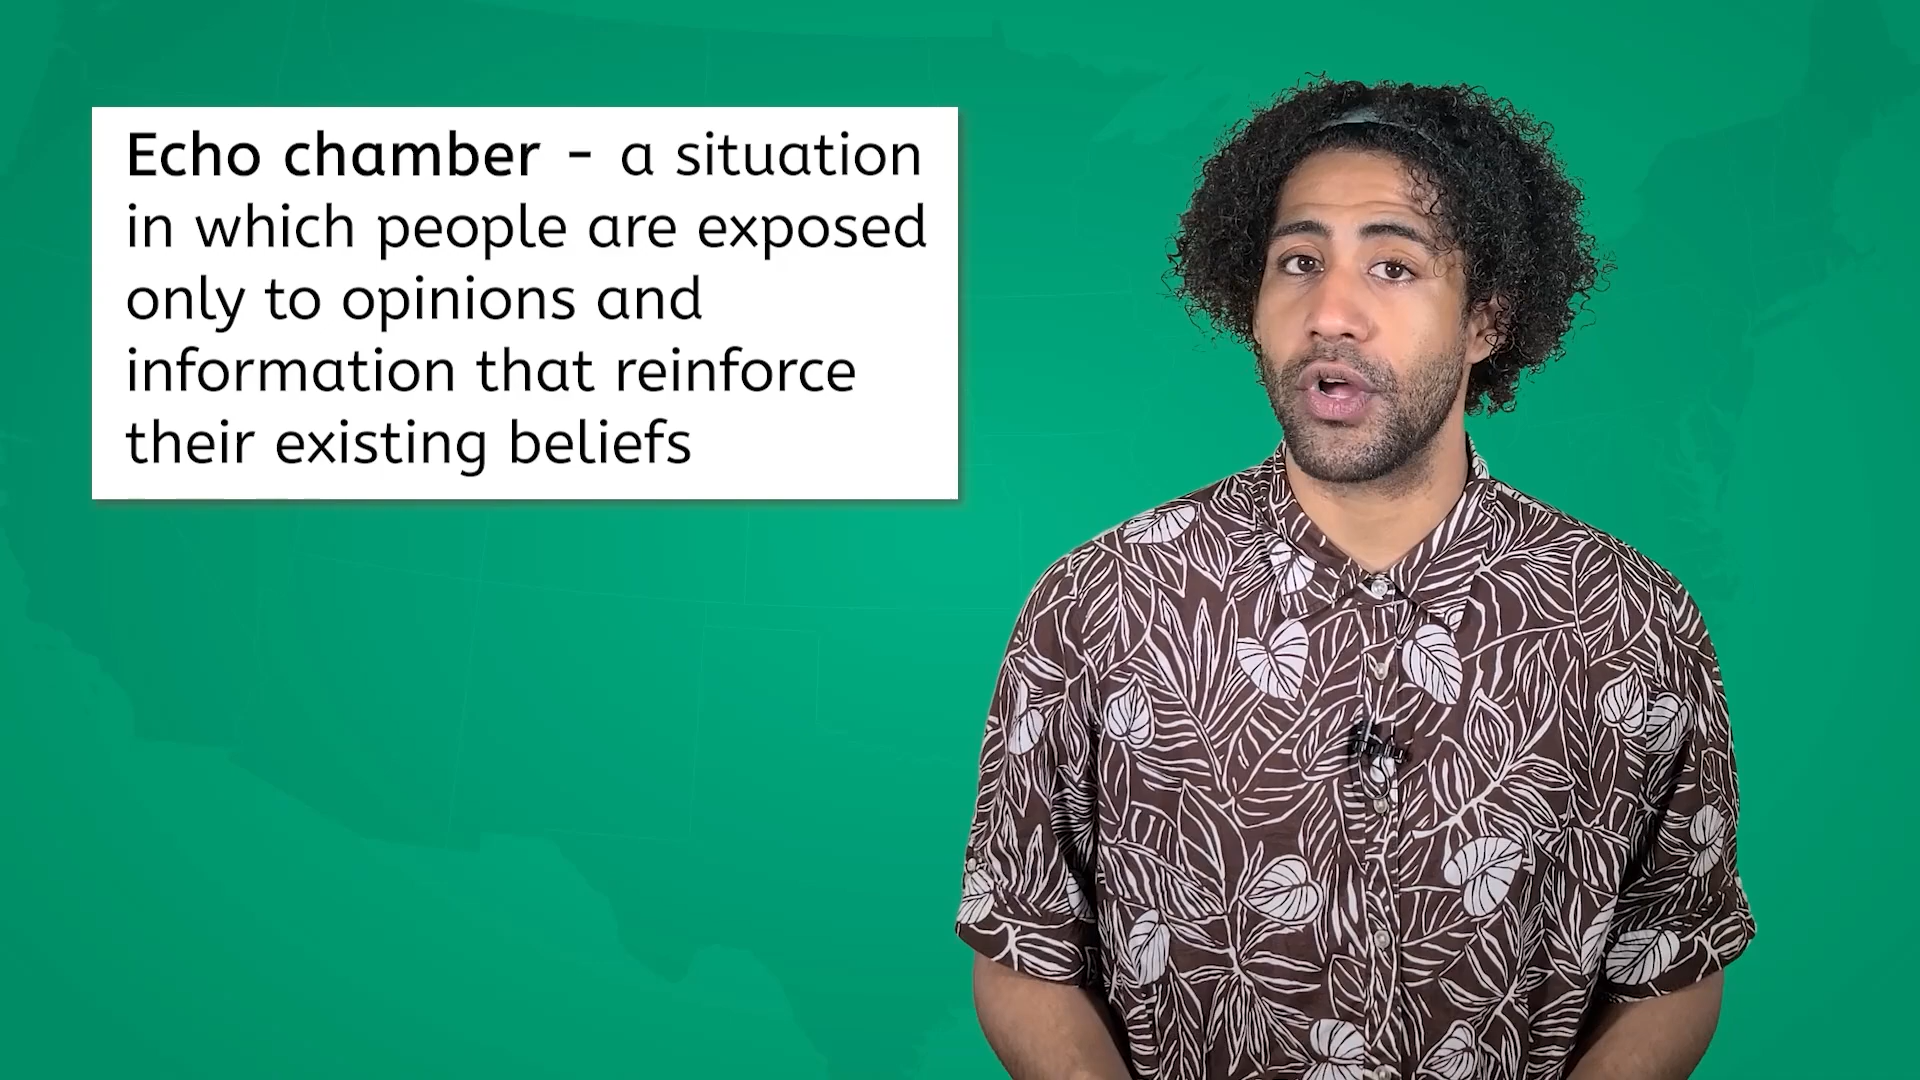 Echo chamber - a situation
in which people are exposed
only to opinions and
information that reinforce
their existing beliefs